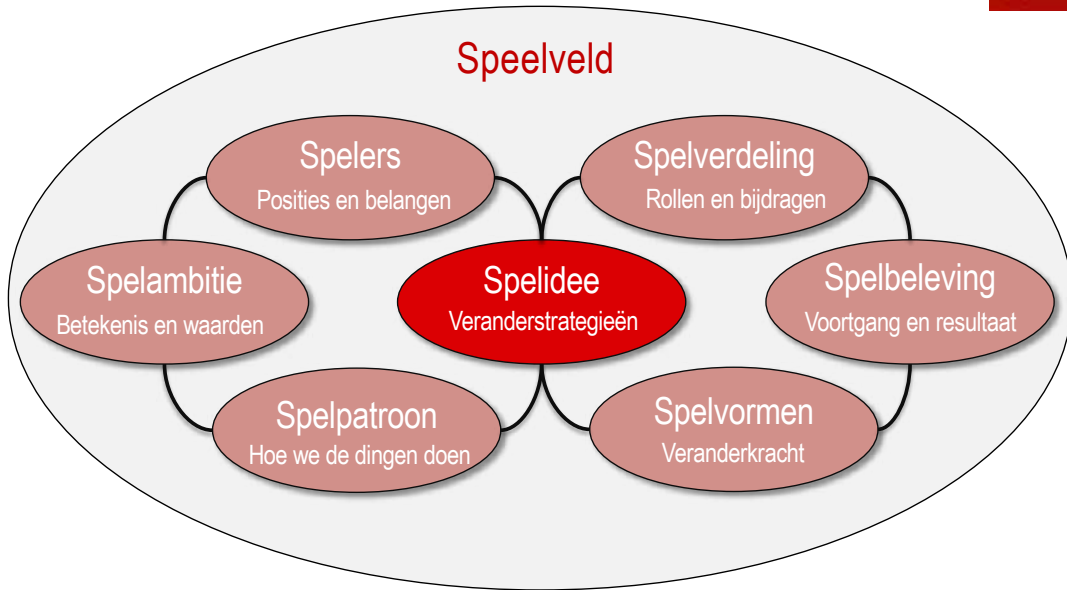 Speelveld
Spelers
Posities en belangen
Spelverdeling
Rollen en bijdragen
Spelambitie
Betekenis en waarden
Spelidee
Veranderstrategieën
Spelbeleving
Voortgang en resultaat
Spelpatroon
Hoe we de dingen doen
Spelvormen
Veranderkracht